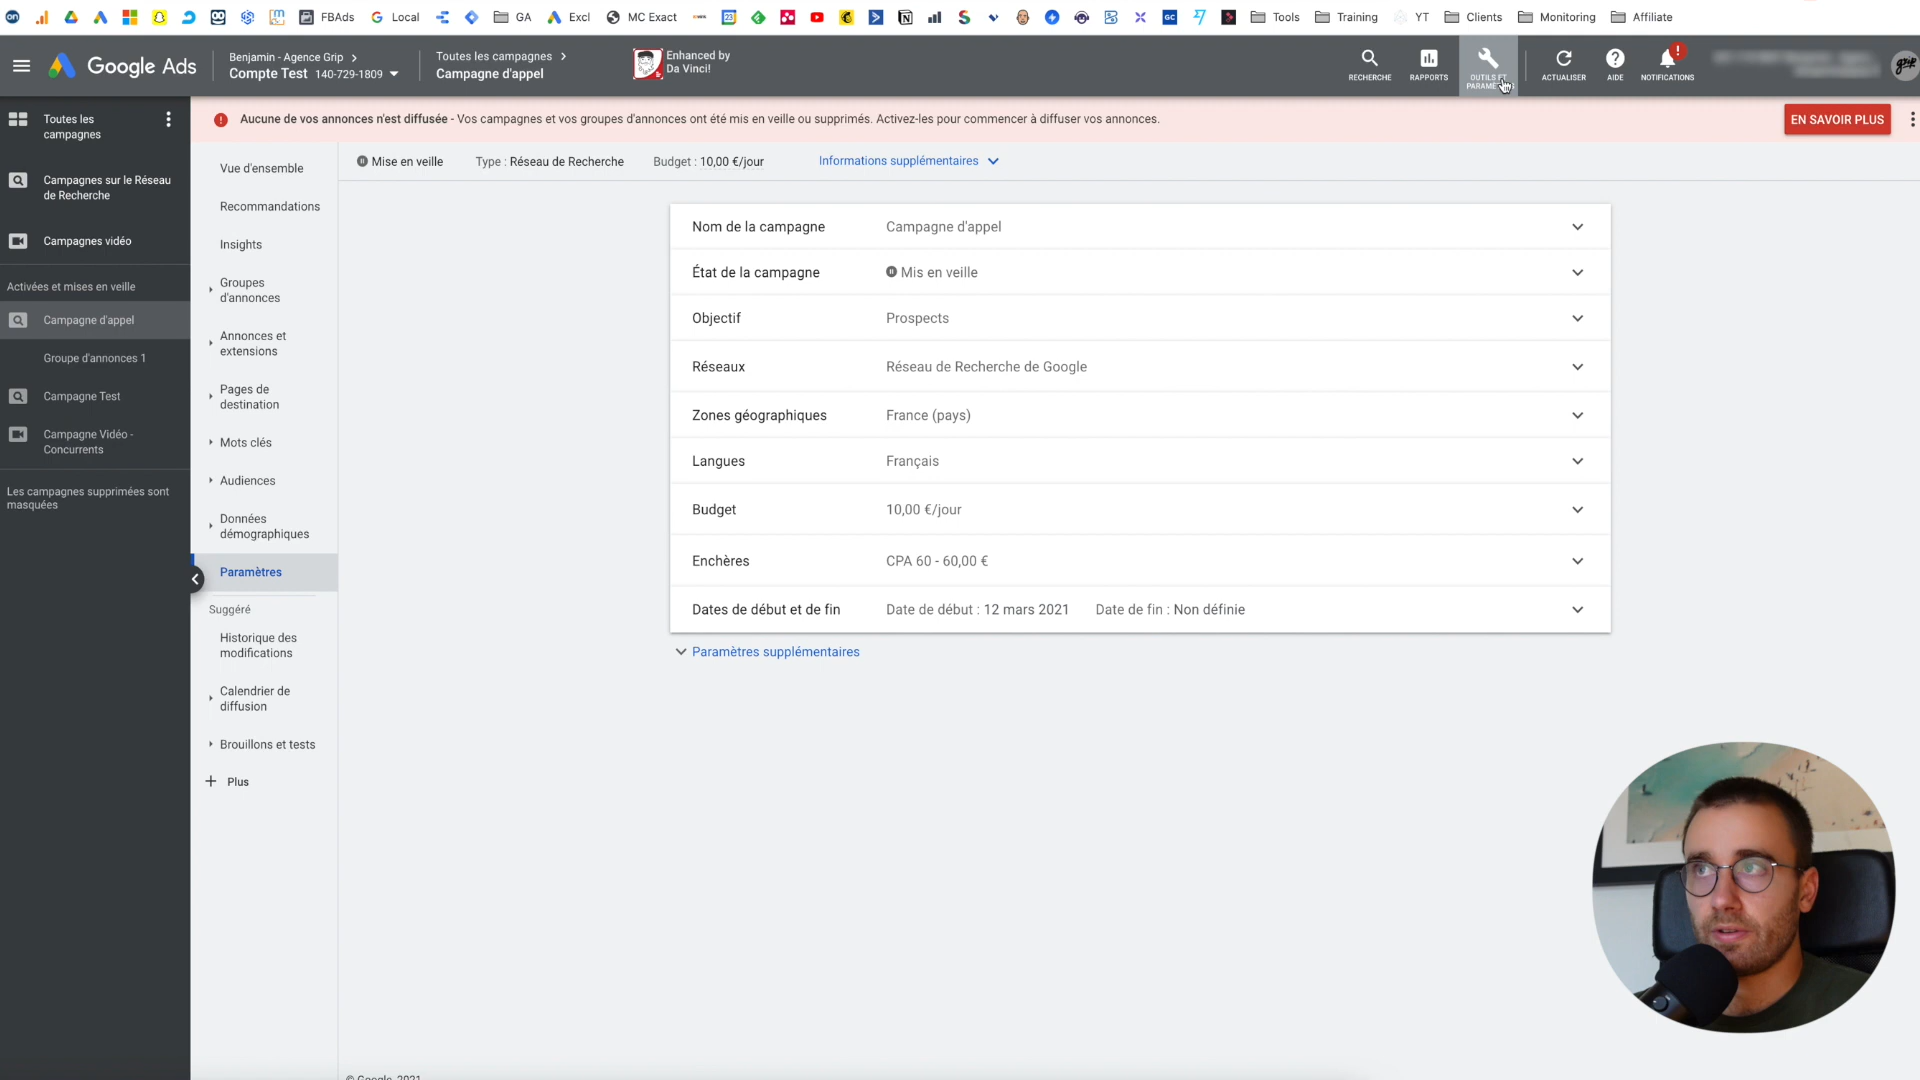 FBAds
Local
GA
Excl
MC Exact
Tools
Training
YT
Clients
Monitoring
Affiliate
Google Ads
Benjamin - Agence Grip
Compte Test 140-729-1809
Toutes les campagnes
Campagne d'appel
Enhanced by
Da Vinci!
RECHERCHE
RAPPORTS
OUTILS ET
PARAMÈTRES
ACTUALISER
AIDE
NOTIFICATIONS
grip
Toutes les
campagnes
Campagnes sur le Réseau
de Recherche
Campagnes vidéo
Activées et mises en veille
Campagne d'appel
Groupe d'annonces 1
Campagne Test
Campagne Vidéo -
Concurrents
Les campagnes supprimées sont
masquées
Aucune de vos annonces n'est diffusée - Vos campagnes et vos groupes d'annonces ont été mis en veille ou supprimés. Activez-les pour commencer à diffuser vos annonces.
EN SAVOIR PLUS
Vue d'ensemble
Recommandations
Insights
Groupes
d'annonces
Annonces et
extensions
Pages de
destination
Mots clés
Audiences
Données
démographiques
Paramètres
Suggéré
Historique des
modifications
Calendrier de
diffusion
Brouillons et tests
Plus
Mise en veille Type : Réseau de Recherche Budget : 10,00 €/jour Informations supplémentaires
Nom de la campagne Campagne d'appel
État de la campagne Mis en veille
Objectif Prospects
Réseaux Réseau de Recherche de Google
Zones géographiques France (pays)
Langues Français
Budget 10,00 €/jour
Enchères CPA 60 - 60,00 €
Dates de début et de fin Date de début : 12 mars 2021 Date de fin : Non définie
Paramètres supplémentaires
© Google, 2021